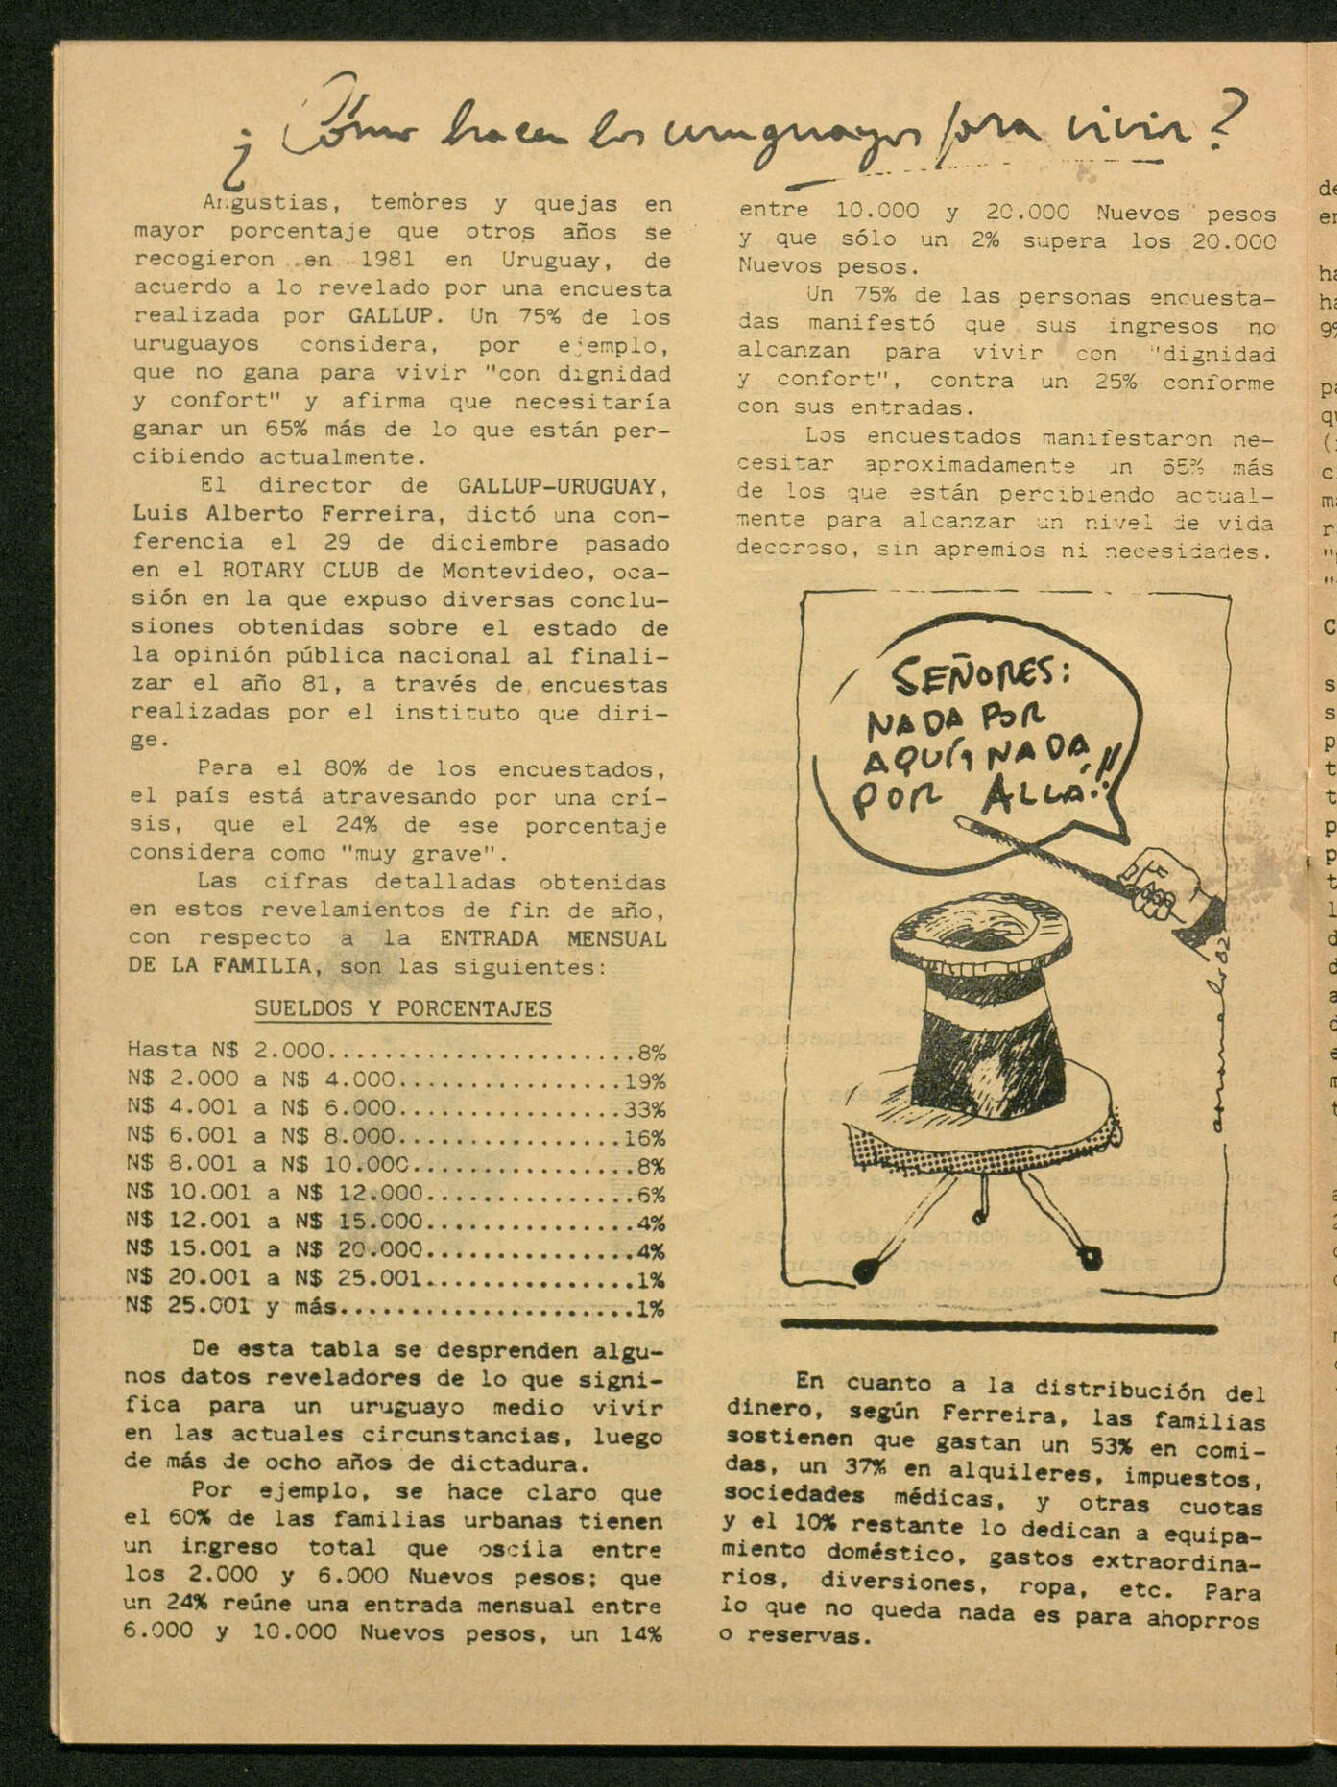 ¿Cómo hacen los uruguayos para vivir?
Angustias, temores y quejas en
mayor porcentaje que otros años se
recogieron en 1981 en Uruguay, de
acuerdo a lo revelado por una encuesta
realizada por GALLUP. Un 75% de los
uruguayos considera, por ejemplo,
que no gana para vivir "con dignidad
y confort" y afirma que necesitaría
ganar un 65% más de lo que están per-
cibiendo actualmente.
El director de GALLUP-URUGUAY,
Luis Alberto Ferreira, dictó una con-
ferencia el 29 de diciembre pasado
en el ROTARY CLUB de Montevideo, oca-
sión en la que expuso diversas conclu-
siones obtenidas sobre el estado de
la opinión pública nacional al finali-
zar el año 81, a través de encuestas
realizadas por el instituto que diri-
ge.
Para el 80% de los encuestados,
el país está atravesando por una crí-
sis, que el 24% de ese porcentaje
considera como "muy grave".
Las cifras detalladas obtenidas
en estos revelamientos de fin de año,
con respecto a la ENTRADA MENSUAL
DE LA FAMILIA, son las siguientes:
SUELDOS Y PORCENTAJES
Hasta N$ 2.000......................8%
N$ 2.000 a N$ 4.000................19%
N$ 4.001 a N$ 6.000................33%
N$ 6.001 a N$ 8.000................16%
N$ 8.001 a N$ 10.000................8%
N$ 10.001 a N$ 12.000...............6%
N$ 12.001 a N$ 15.000...............4%
N$ 15.001 a N$ 20.000...............4%
N$ 20.001 a N$ 25.001...............1%
N$ 25.001 y más.....................1%
De esta tabla se desprenden algu-
nos datos reveladores de lo que signi-
fica para un uruguayo medio vivir
en las actuales circunstancias, luego
de más de ocho años de dictadura.
Por ejemplo, se hace claro que
el 60% de las familias urbanas tienen
un ingreso total que oscila entre
los 2.000 y 6.000 Nuevos pesos; que
un 24% reúne una entrada mensual entre
6.000 y 10.000 Nuevos pesos, un 14%
entre 10.000 y 20.000 Nuevos pesos
y que sólo un 2% supera los 20.000
Nuevos pesos.
Un 75% de las personas encuesta-
das manifestó que sus ingresos no
alcanzan para vivir con "dignidad
y confort", contra un 25% conforme
con sus entradas.
Los encuestados manifestaron ne-
cesitar aproximadamente un 65% más
de los que están percibiendo actual-
mente para alcanzar un nivel de vida
decoroso, sin apremios ni necesidades.
SEÑORES:
NADA POR
AQUÍ, NADA
POR ALLÁ!!
82
En cuanto a la distribución del
dinero, según Ferreira, las familias
sostienen que gastan un 53% en comi-
das, un 37% en alquileres, impuestos,
sociedades médicas, y otras cuotas
y el 10% restante lo dedican a equipa-
miento doméstico, gastos extraordina-
rios, diversiones, ropa, etc. Para
lo que no queda nada es para ahoprros
o reservas.